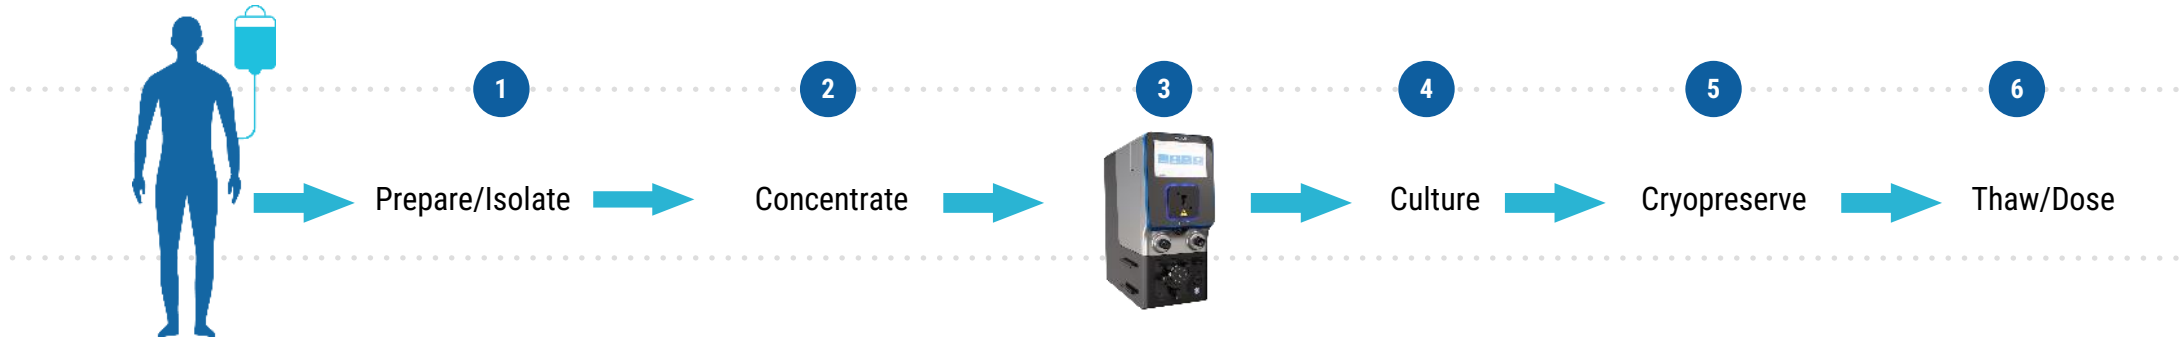 1
2
3
4
5
6
Prepare/Isolate
Concentrate
Culture
Cryopreserve
Thaw/Dose